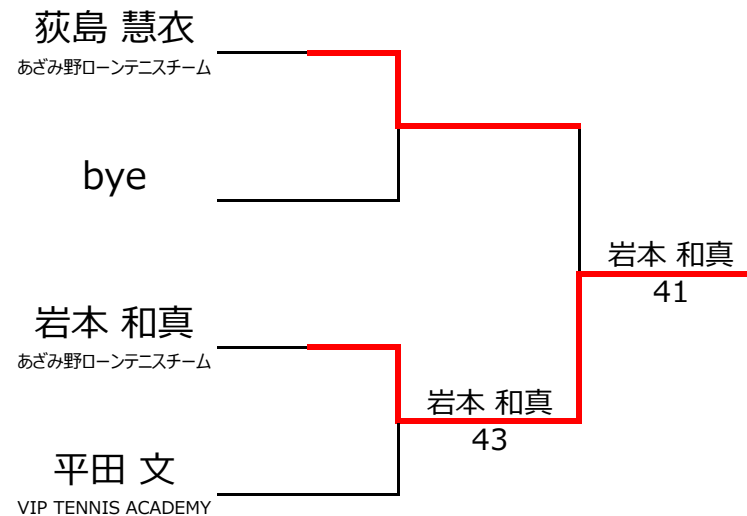 荻島 慧衣
あざみ野ローンテニスチーム
bye
岩本 和真
あざみ野ローンテニスチーム
平田 文
VIP TENNIS ACADEMY
岩本 和真
43
岩本 和真
41